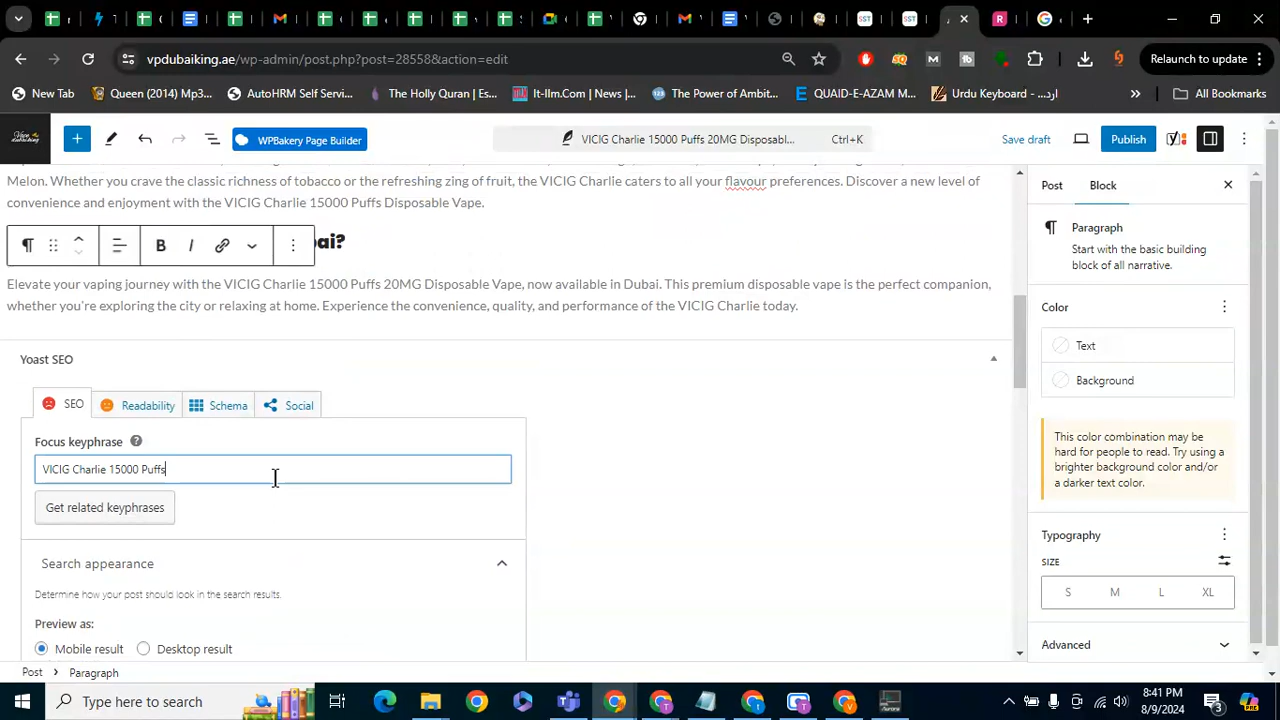 Relaunch to update
vipdubaiking.ae/wp-admin/post.php?post=28558&action=edit
New Tab
Queen (2014) Mp3...
AutoHRM Self Servi...
The Holly Quran | Es...
It-Ilm.Com | News |...
The Power of Ambit...
QUAID-E-AZAM M...
Urdu Keyboard - اردو...
All Bookmarks
WPBakery Page Builder
VICIG Charlie 15000 Puffs 20MG Disposabl...
Ctrl+K
Save draft
Publish
Melon. Whether you crave the classic richness of tobacco or the refreshing zing of fruit, the VICIG Charlie caters to all your flavour preferences. Discover a new level of
convenience and enjoyment with the VICIG Charlie 15000 Puffs Disposable Vape.
B I
bai?
Elevate your vaping journey with the VICIG Charlie 15000 Puffs 20MG Disposable Vape, now available in Dubai. This premium disposable vape is the perfect companion,
whether you're exploring the city or relaxing at home. Experience the convenience, quality, and performance of the VICIG Charlie today.
Yoast SEO
SEO
Readability
Schema
Social
Focus keyphrase
VICIG Charlie 15000 Puffs
Get related keyphrases
Search appearance
Determine how your post should look in the search results.
Preview as:
Mobile result
Desktop result
Post
Block
Paragraph
Start with the basic building
block of all narrative.
Color
Text
Background
This color combination may be
hard for people to read. Try using a
brighter background color and/or
a darker text color.
Typography
SIZE
S M L XL
Advanced
Post > Paragraph
Type here to search
8:41 PM
8/9/2024
3